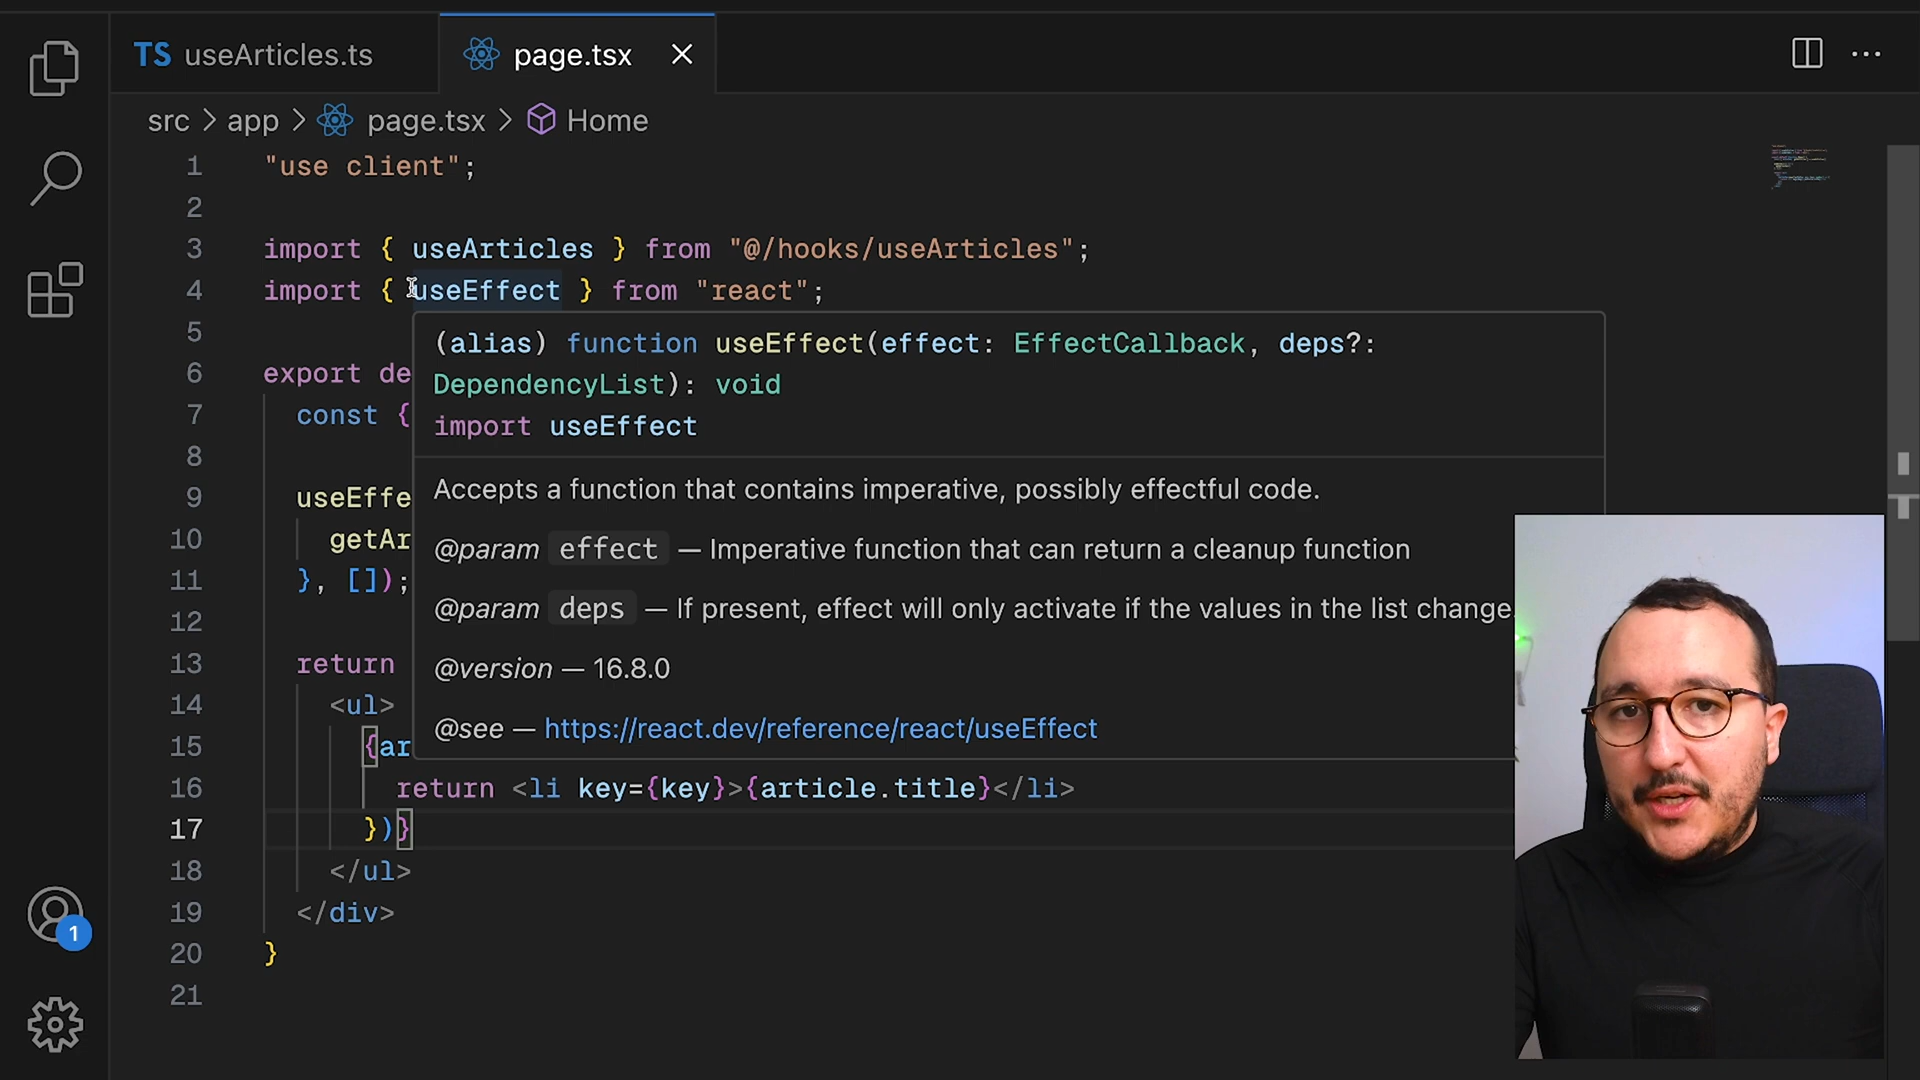 TS useArticles.ts
page.tsx
src > app > page.tsx > Home
1 "use client";
2
3 import { useArticles } from "@/hooks/useArticles";
4 import { useEffect } from "react";
5
(alias) function useEffect(effect: EffectCallback, deps?:
6 export de
DependencyList): void
7 const {
import useEffect
8
Accepts a function that contains imperative, possibly effectful code.
9 useEffe
10 getAr
@param effect — Imperative function that can return a cleanup function
11 }, []);
@param deps — If present, effect will only activate if the values in the list change.
12
13 return
@version — 16.8.0
14 <ul>
@see — https://react.dev/reference/react/useEffect
15 {ar
16 return <li key={key}>{article.title}</li>
17 })}
18 </ul>
19 </div>
20 }
21
1